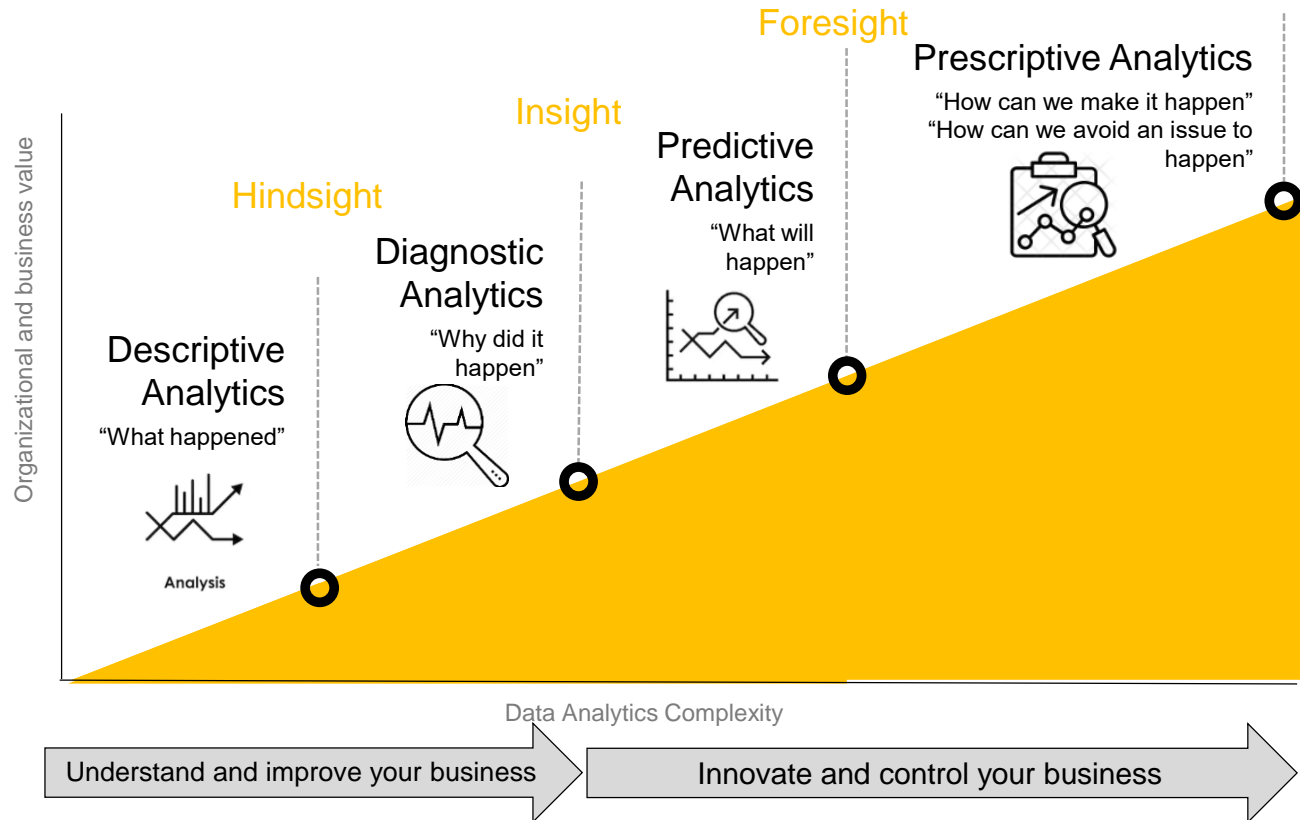 Foresight
Prescriptive Analytics
“How can we make it happen”
“How can we avoid an issue to
happen”
Insight
Predictive
Analytics
“What will
happen”
Hindsight
Diagnostic
Analytics
“Why did it
happen”
Descriptive
Analytics
“What happened”
Analysis
Organizational and business value
Data Analytics Complexity
Understand and improve your business
Innovate and control your business